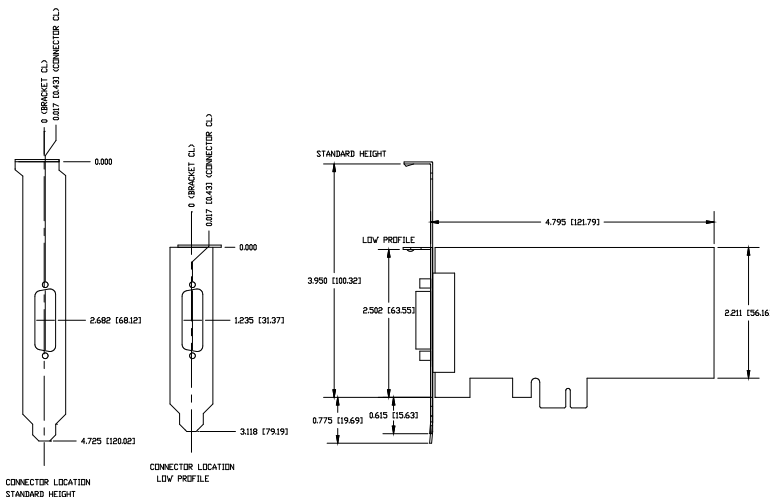 0 (BRACKET CL)
0.017 [0.43] (CONNECTOR CL)
0.000
2.682 [68.12]
4.725 [120.02]
CONNECTOR LOCATION
STANDARD HEIGHT
0 (BRACKET CL)
0.017 [0.43] (CONNECTOR CL)
0.000
1.235 [31.37]
3.118 [79.19]
CONNECTOR LOCATION
LOW PROFILE
STANDARD HEIGHT
4.795 [121.79]
LOW PROFILE
3.950 [100.32]
2.502 [63.55]
2.211 [56.16
0.775 [19.69]
0.615 [15.63]